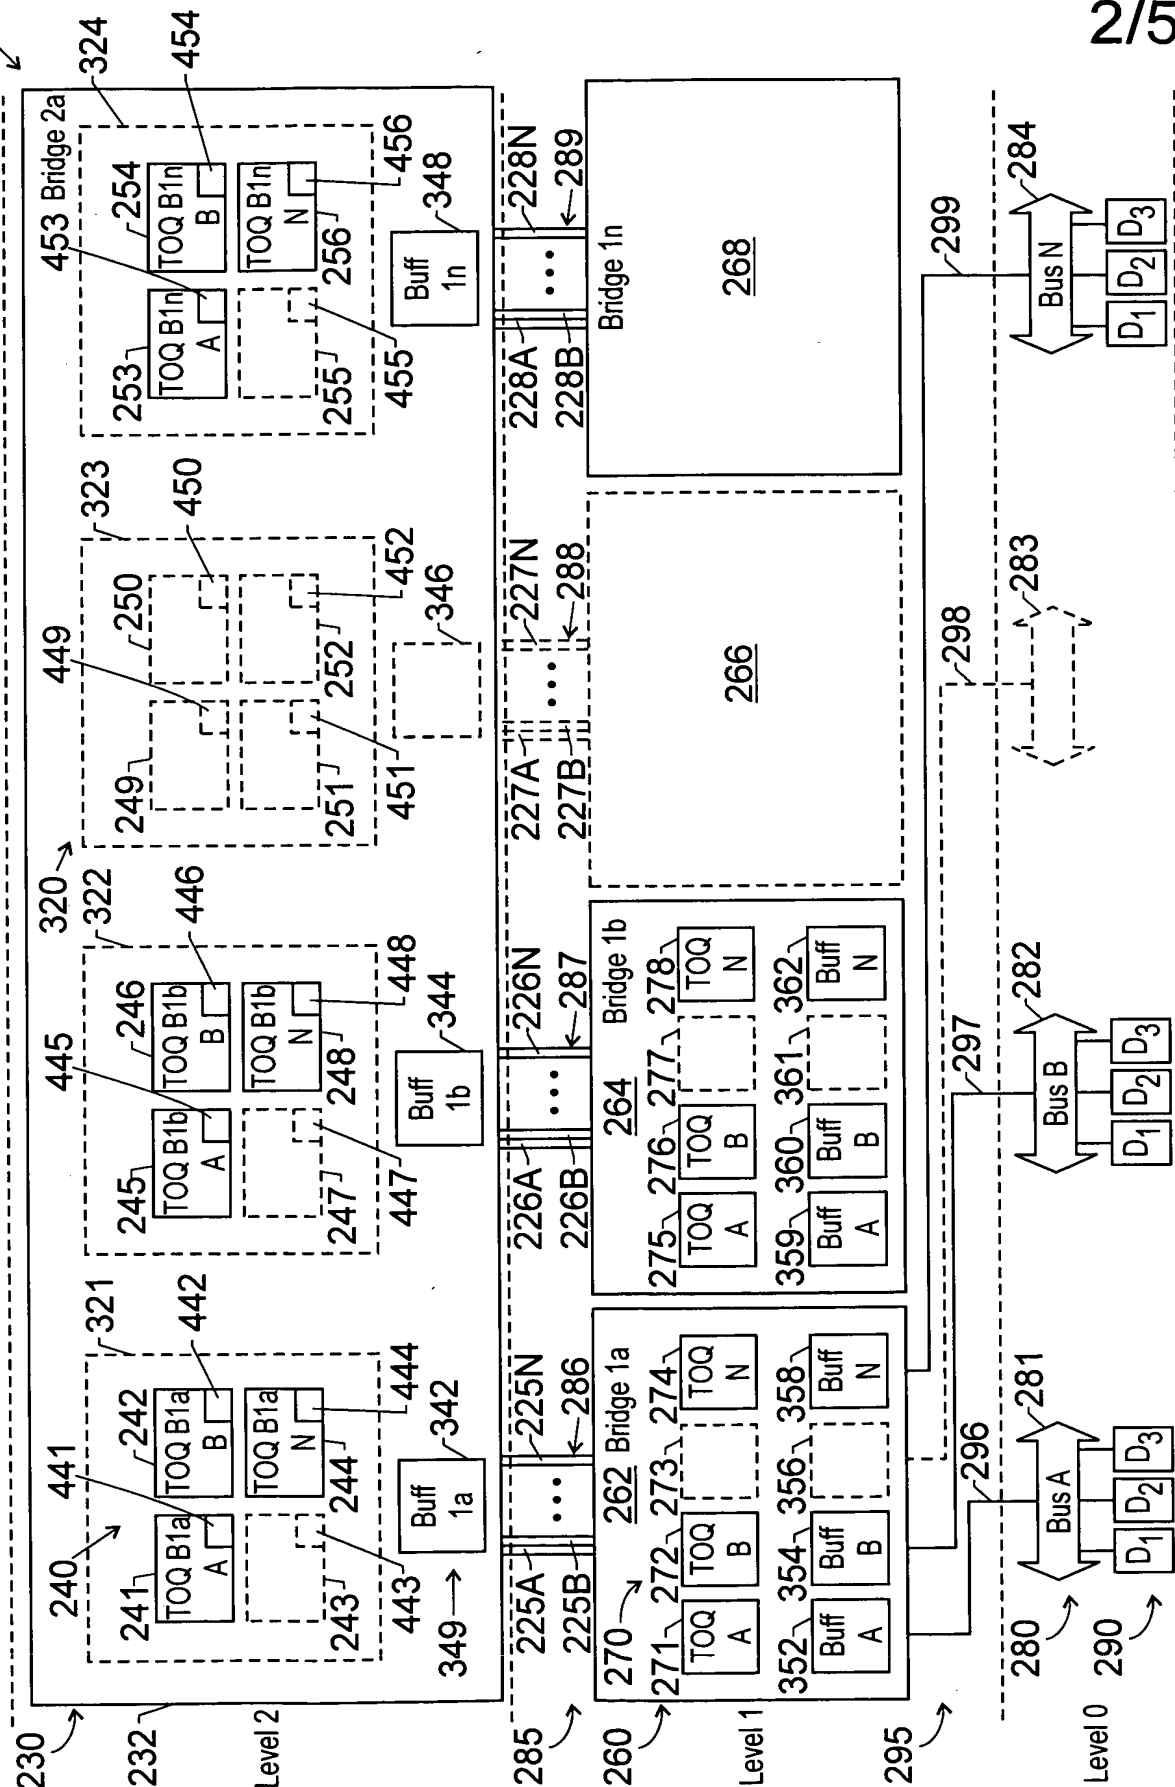 2/5
230
232
Level 2
240
241
TOQ B1a
A
441
242
TOQ B1a
B
442
321
243
443
TOQ B1a
N
244
444
349
Buff
1a
342
245
TOQ B1b
A
445
246
TOQ B1b
B
446
320
322
247
447
TOQ B1b
N
248
448
Buff
1b
344
249
449
250
450
323
251
451
252
452
346
Bridge 2a
253
TOQ B1n
A
453
254
TOQ B1n
B
454
324
255
455
TOQ B1n
N
256
456
Buff
1n
348
285
225A
225B
225N
286
226A
226B
226N
287
227A
227B
227N
288
228A
228B
228N
289
260
Level 1
262
Bridge 1a
270
271
TOQ
A
272
TOQ
B
273
274
TOQ
N
352
Buff
A
354
Buff
B
356
358
Buff
N
264
Bridge 1b
275
TOQ
A
276
TOQ
B
277
278
TOQ
N
359
Buff
A
360
Buff
B
361
362
Buff
N
266
Bridge 1n
268
295
296
297
298
299
Level 0
280
290
Bus A
281
D1
D2
D3
Bus B
282
D1
D2
D3
283
Bus N
284
D1
D2
D3